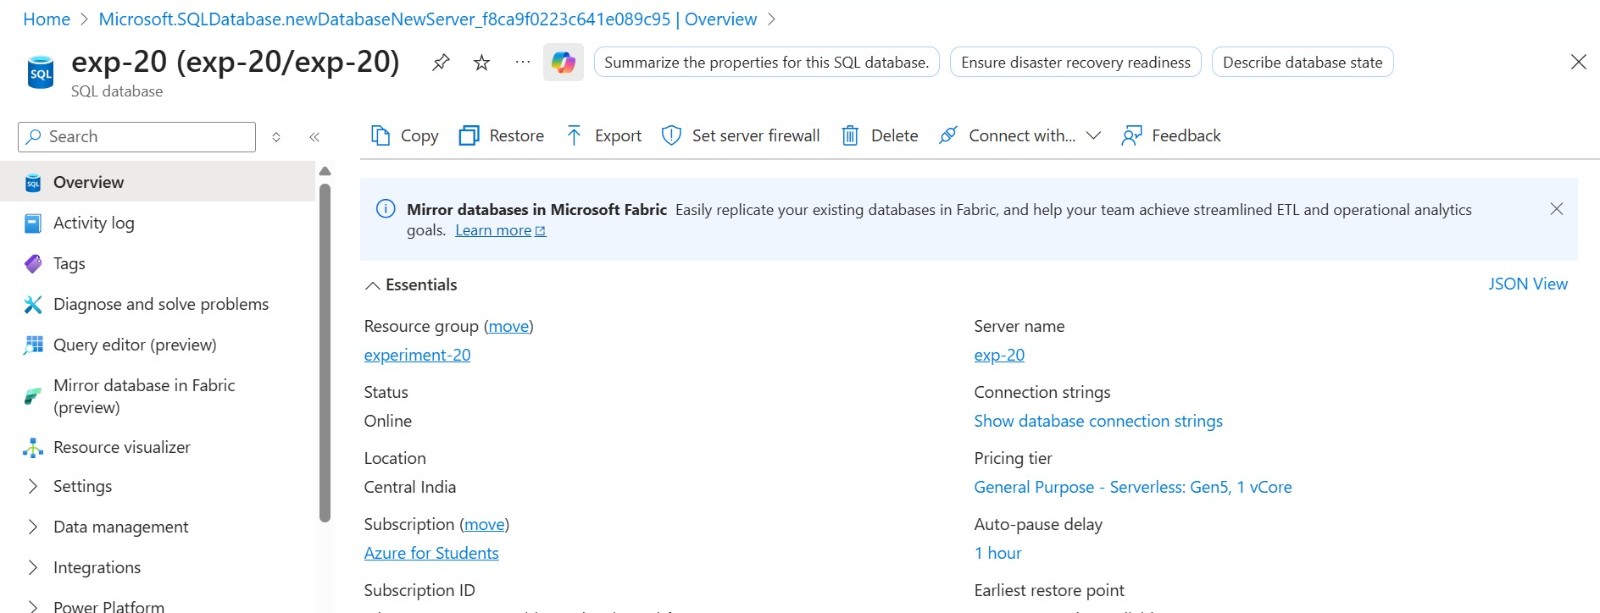 Home > Microsoft.SQLDatabase.newDatabaseNewServer_f8ca9f0223c641e089c95 | Overview >
exp-20 (exp-20/exp-20)
SQL database
Summarize the properties for this SQL database.
Ensure disaster recovery readiness
Describe database state
Search
Copy
Restore
Export
Set server firewall
Delete
Connect with...
Feedback
Overview
Activity log
Tags
Diagnose and solve problems
Query editor (preview)
Mirror database in Fabric
(preview)
Resource visualizer
Settings
Data management
Integrations
Power Platform
Mirror databases in Microsoft Fabric Easily replicate your existing databases in Fabric, and help your team achieve streamlined ETL and operational analytics
goals. Learn more
Essentials
JSON View
Resource group (move)
experiment-20
Status
Online
Location
Central India
Subscription (move)
Azure for Students
Subscription ID
Server name
exp-20
Connection strings
Show database connection strings
Pricing tier
General Purpose - Serverless: Gen5, 1 vCore
Auto-pause delay
1 hour
Earliest restore point